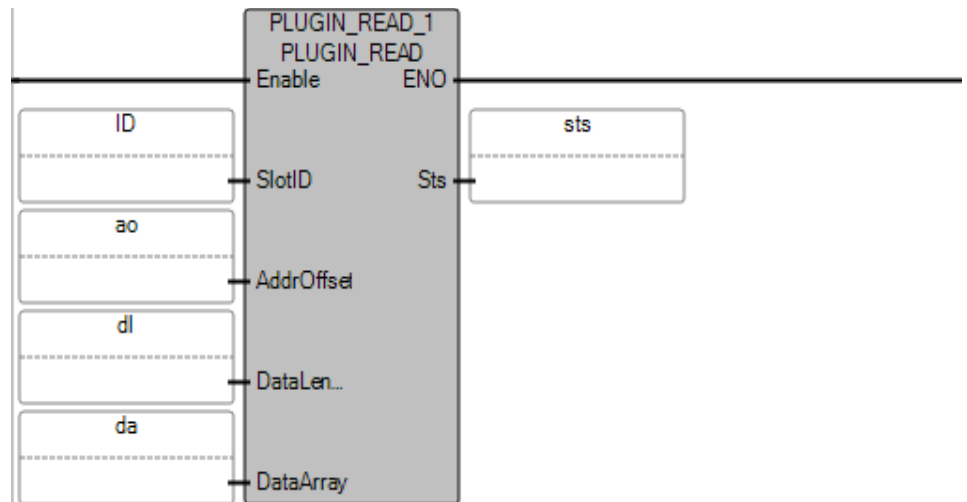 PLUGIN_READ_1
PLUGIN_READ
Enable ENO
ID
sts
SlotID Sts
ao
AddrOffset
dl
DataLen...
da
DataArray